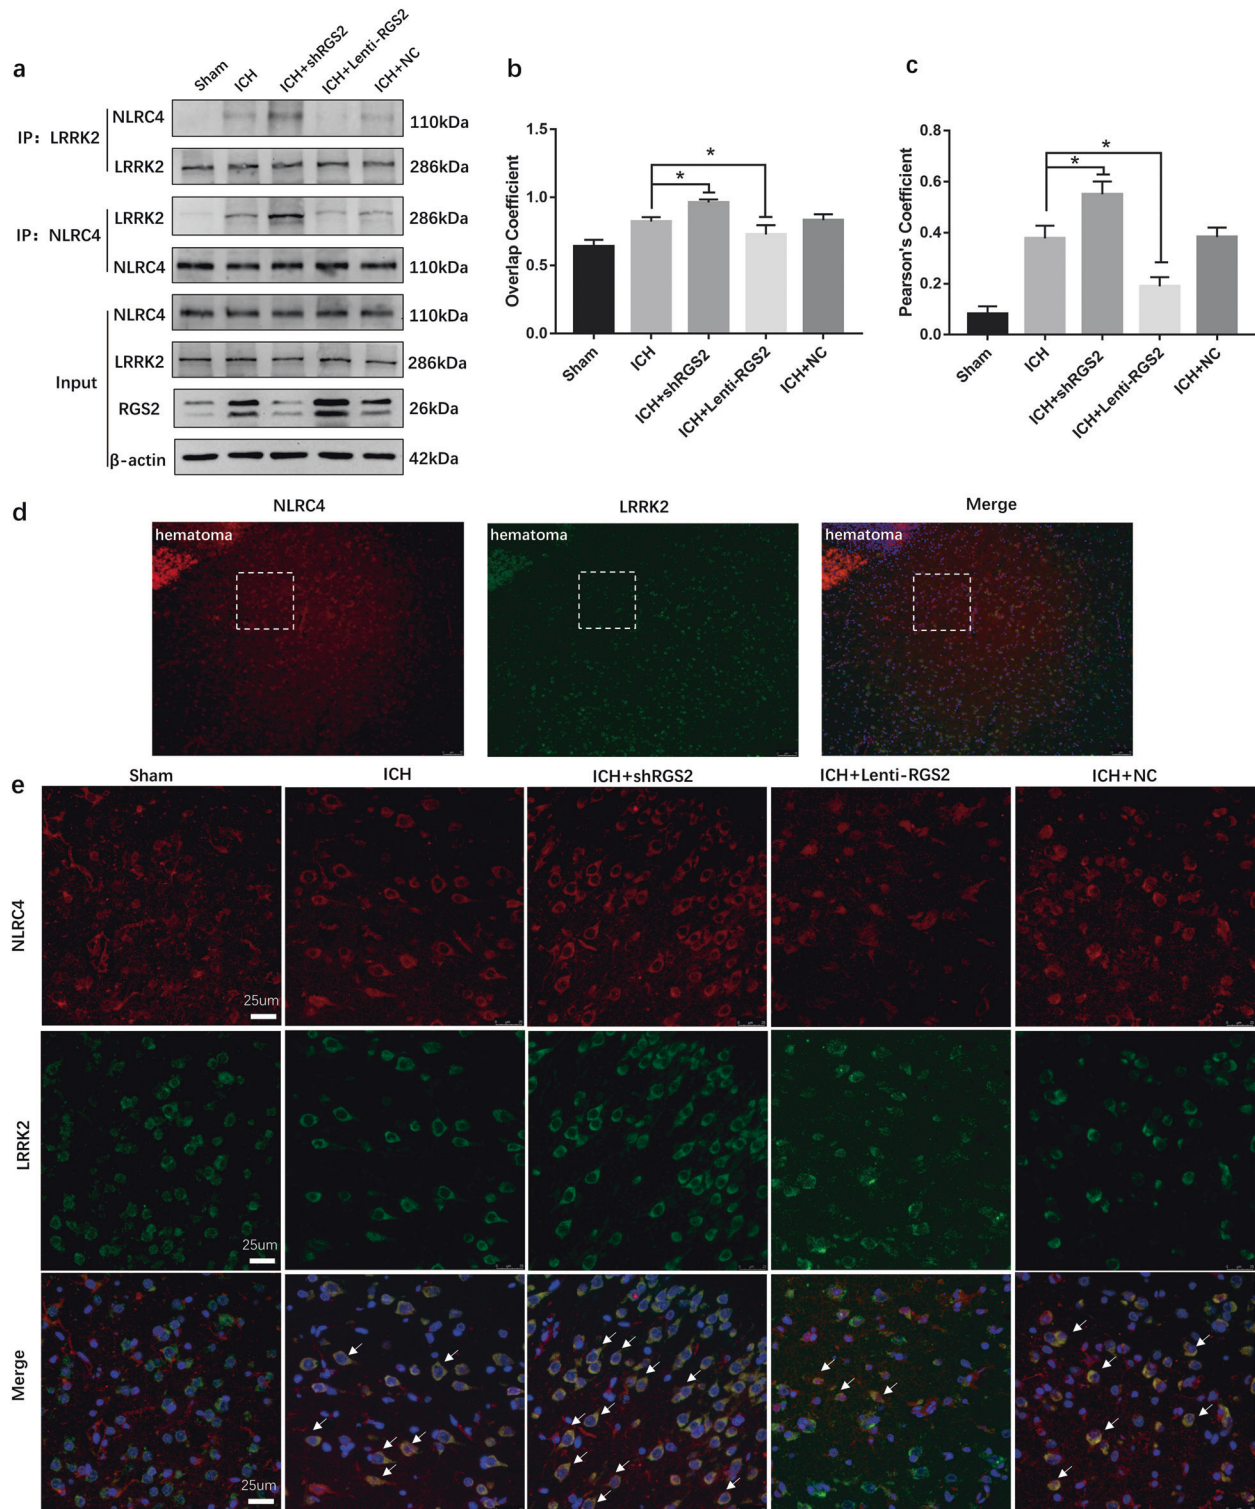 a
Sham
ICH
ICH+shRGS2
ICH+Lenti-RGS2
ICH+NC
IP: LRRK2
NLRC4
110kDa
LRRK2
286kDa
IP: NLRC4
LRRK2
286kDa
NLRC4
110kDa
Input
NLRC4
110kDa
LRRK2
286kDa
RGS2
26kDa
β-actin
42kDa
b
Overlap Coefficient
1.5
1.0
0.5
0.0
*
*
Sham
ICH
ICH+shRGS2
ICH+Lenti-RGS2
ICH+NC
c
Pearson's Coefficient
0.8
0.6
0.4
0.2
0.0
*
*
Sham
ICH
ICH+shRGS2
ICH+Lenti-RGS2
ICH+NC
d
NLRC4
LRRK2
Merge
hematoma
hematoma
hematoma
e
Sham
ICH
ICH+shRGS2
ICH+Lenti-RGS2
ICH+NC
NLRC4
25um
LRRK2
25um
Merge
25um